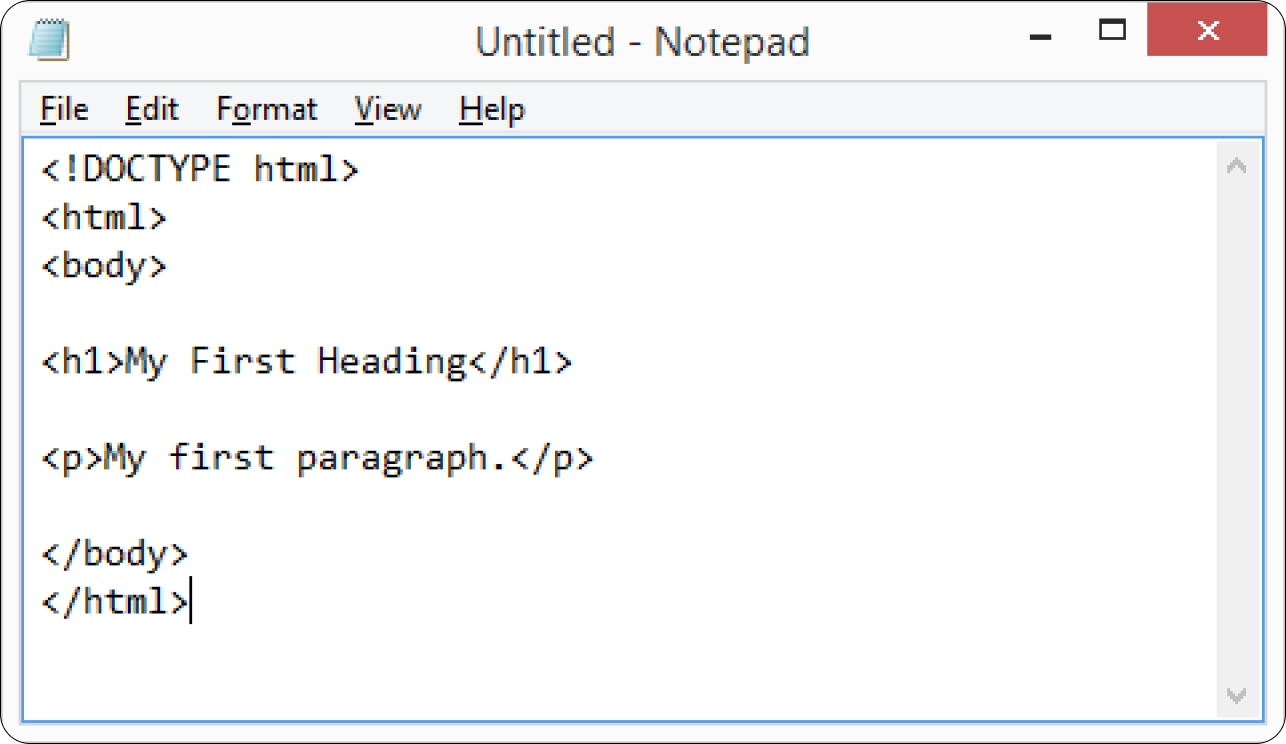 Untitled - Notepad
File Edit Format View Help
<!DOCTYPE html>
<html>
<body>
<h1>My First Heading</h1>
<p>My first paragraph.</p>
</body>
</html>